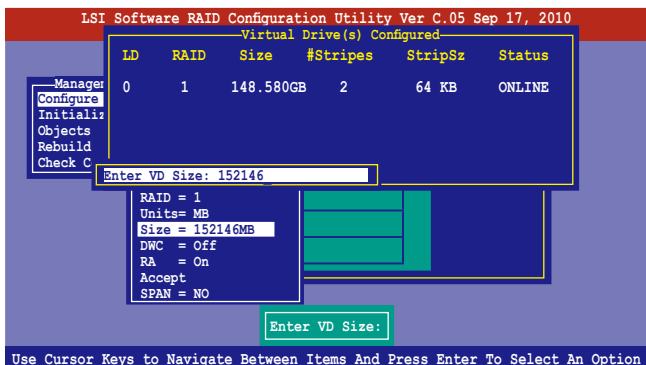 LSI Software RAID Configuration Utility Ver C.05 Sep 17, 2010
Virtual Drive(s) Configured
LD RAID Size #Stripes StripSz Status
0 1 148.580GB 2 64 KB ONLINE
Manager
Configure
Initializ
Objects
Rebuild
Check C
Enter VD Size: 152146_
RAID = 1
Units= MB
Size = 152146MB
DWC = Off
RA = On
Accept
SPAN = NO
Enter VD Size:
Use Cursor Keys to Navigate Between Items And Press Enter To Select An Option